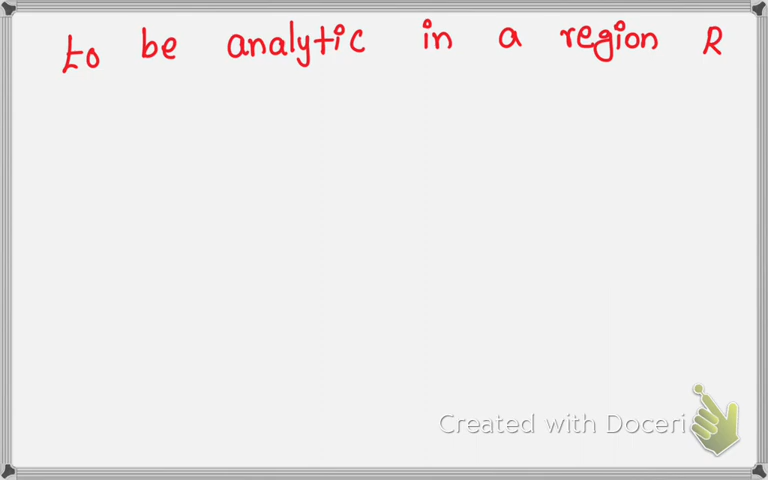 to be analytic in a region R
Created with Doceri